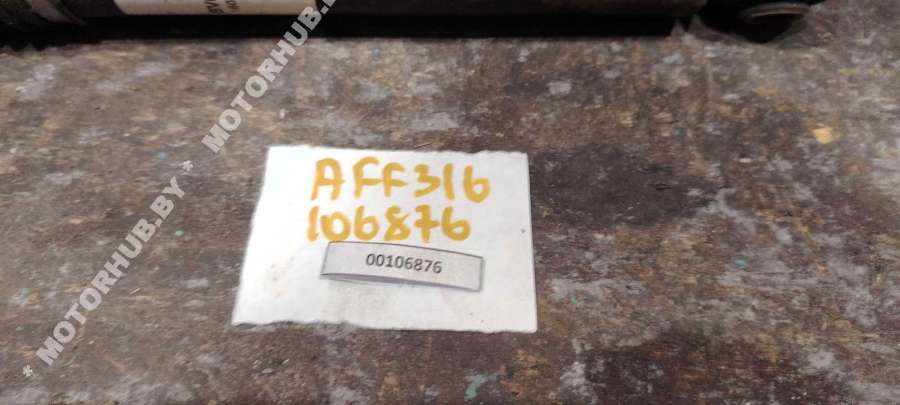 AFF316
106876
00106876
* MOTORHUB.BY * MOTORHUB.BY